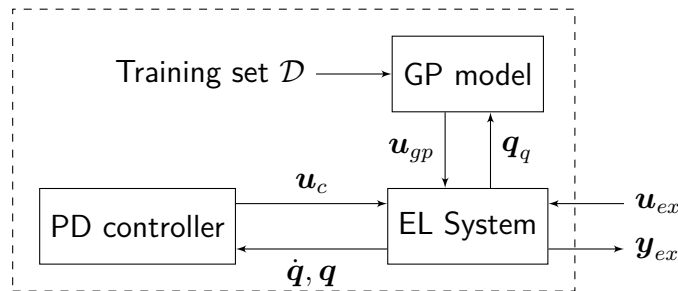 Training set 𝒟
GP model
u_gp
q_q
u_c
u_ex
PD controller
EL System
y_ex
q̇, q